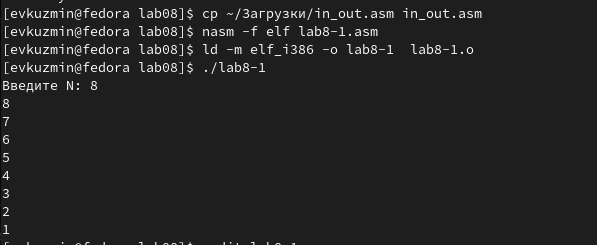 [evkuzmin@fedora lab08]$ cp ~/Загрузки/in_out.asm in_out.asm
[evkuzmin@fedora lab08]$ nasm -f elf lab8-1.asm
[evkuzmin@fedora lab08]$ ld -m elf_i386 -o lab8-1  lab8-1.o
[evkuzmin@fedora lab08]$ ./lab8-1
Введите N: 8
8
7
6
5
4
3
2
1